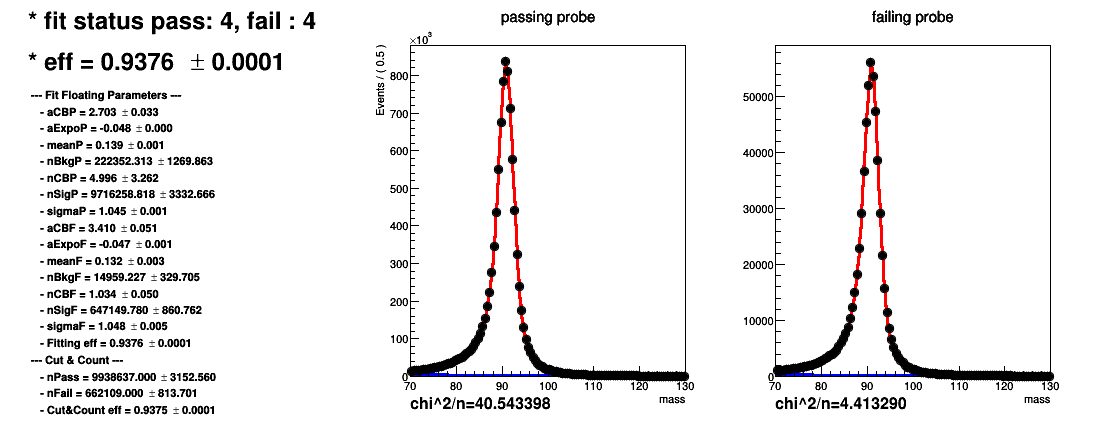 * fit status pass: 4, fail : 4
* eff = 0.9376 ± 0.0001
--- Fit Floating Parameters ---
- aCBP = 2.703 ± 0.033
- aExpoP = -0.048 ± 0.000
- meanP = 0.139 ± 0.001
- nBkgP = 222352.313 ± 1269.863
- nCBP = 4.996 ± 3.262
- nSigP = 9716258.818 ± 3332.666
- sigmaP = 1.045 ± 0.001
- aCBF = 3.410 ± 0.051
- aExpoF = -0.047 ± 0.001
- meanF = 0.132 ± 0.003
- nBkgF = 14959.227 ± 329.705
- nCBF = 1.034 ± 0.050
- nSigF = 647149.780 ± 860.762
- sigmaF = 1.048 ± 0.005
- Fitting eff = 0.9376 ± 0.0001
--- Cut & Count ---
- nPass = 9938637.000 ± 3152.560
- nFail = 662109.000 ± 813.701
- Cut&Count eff = 0.9375 ± 0.0001
passing probe
×10³
Events / ( 0.5 )
800
700
600
500
400
300
200
100
0
70 80 90 100 110 120 130
mass
chi^2/n=40.543398
failing probe
50000
40000
30000
20000
10000
0
70 80 90 100 110 120 130
mass
chi^2/n=4.413290